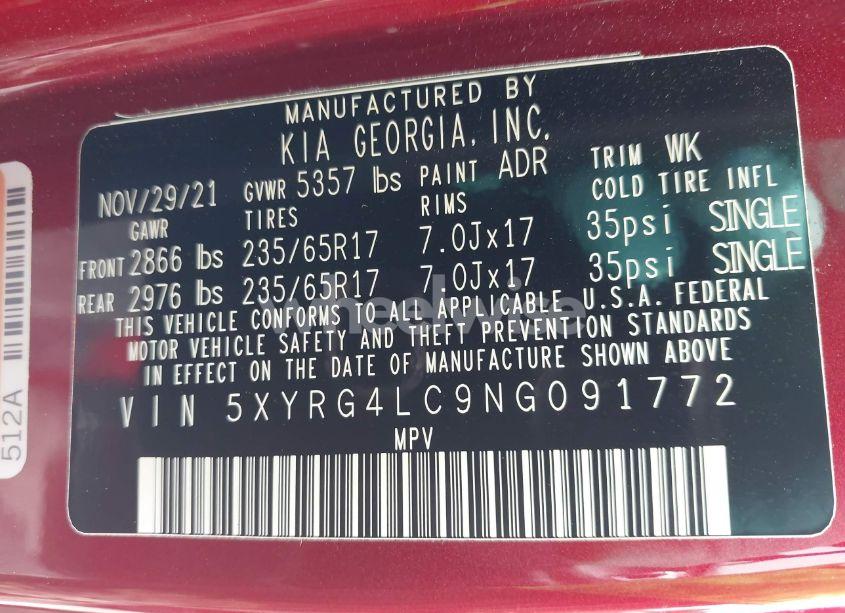 MANUFACTURED BY
KIA GEORGIA, INC.
NOV/29/21 GVWR 5357 lbs PAINT ADR TRIM WK
GAWR TIRES RIMS COLD TIRE INFL
FRONT 2866 lbs 235/65R17 7.0Jx17 35psi SINGLE
REAR 2976 lbs 235/65R17 7.0Jx17 35psi SINGLE
THIS VEHICLE CONFORMS TO ALL APPLICABLE U.S.A. FEDERAL
MOTOR VEHICLE SAFETY AND THEFT PREVENTION STANDARDS
IN EFFECT ON THE DATE OF MANUFACTURE SHOWN ABOVE
VIN 5XYRG4LC9NG091772
MPV
512A
wheelwise